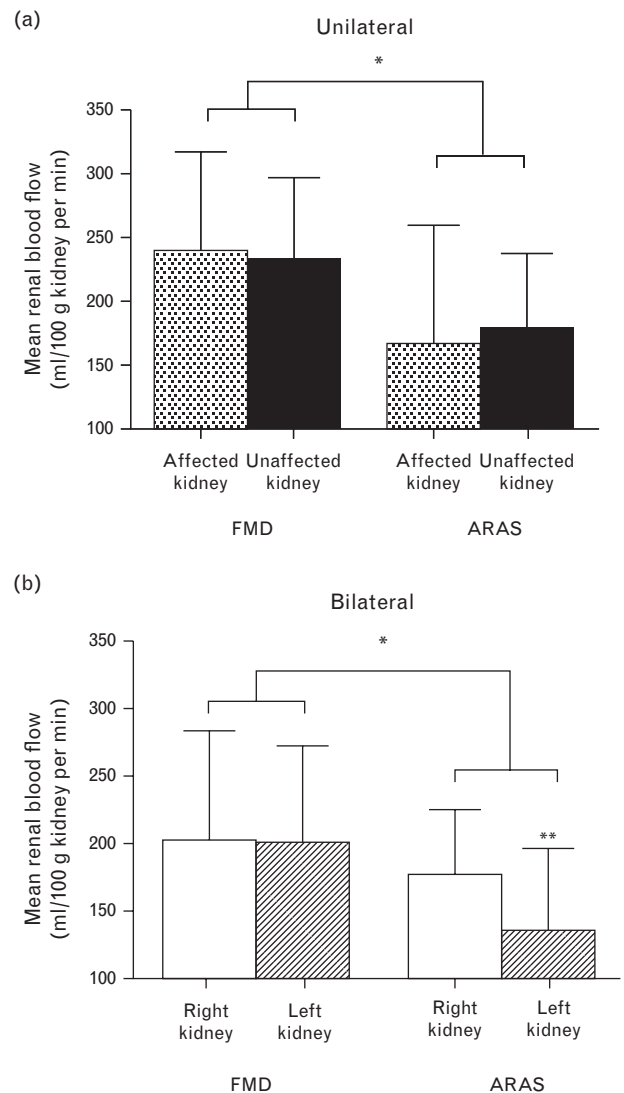 (a)
Unilateral
*
Mean renal blood flow
(ml/100 g kidney per min)
350
300
250
200
150
100
Affected kidney
Unaffected kidney
Affected kidney
Unaffected kidney
FMD
ARAS
(b)
Bilateral
*
Mean renal blood flow
(ml/100 g kidney per min)
350
300
250
200
150
100
**
Right kidney
Left kidney
Right kidney
Left kidney
FMD
ARAS